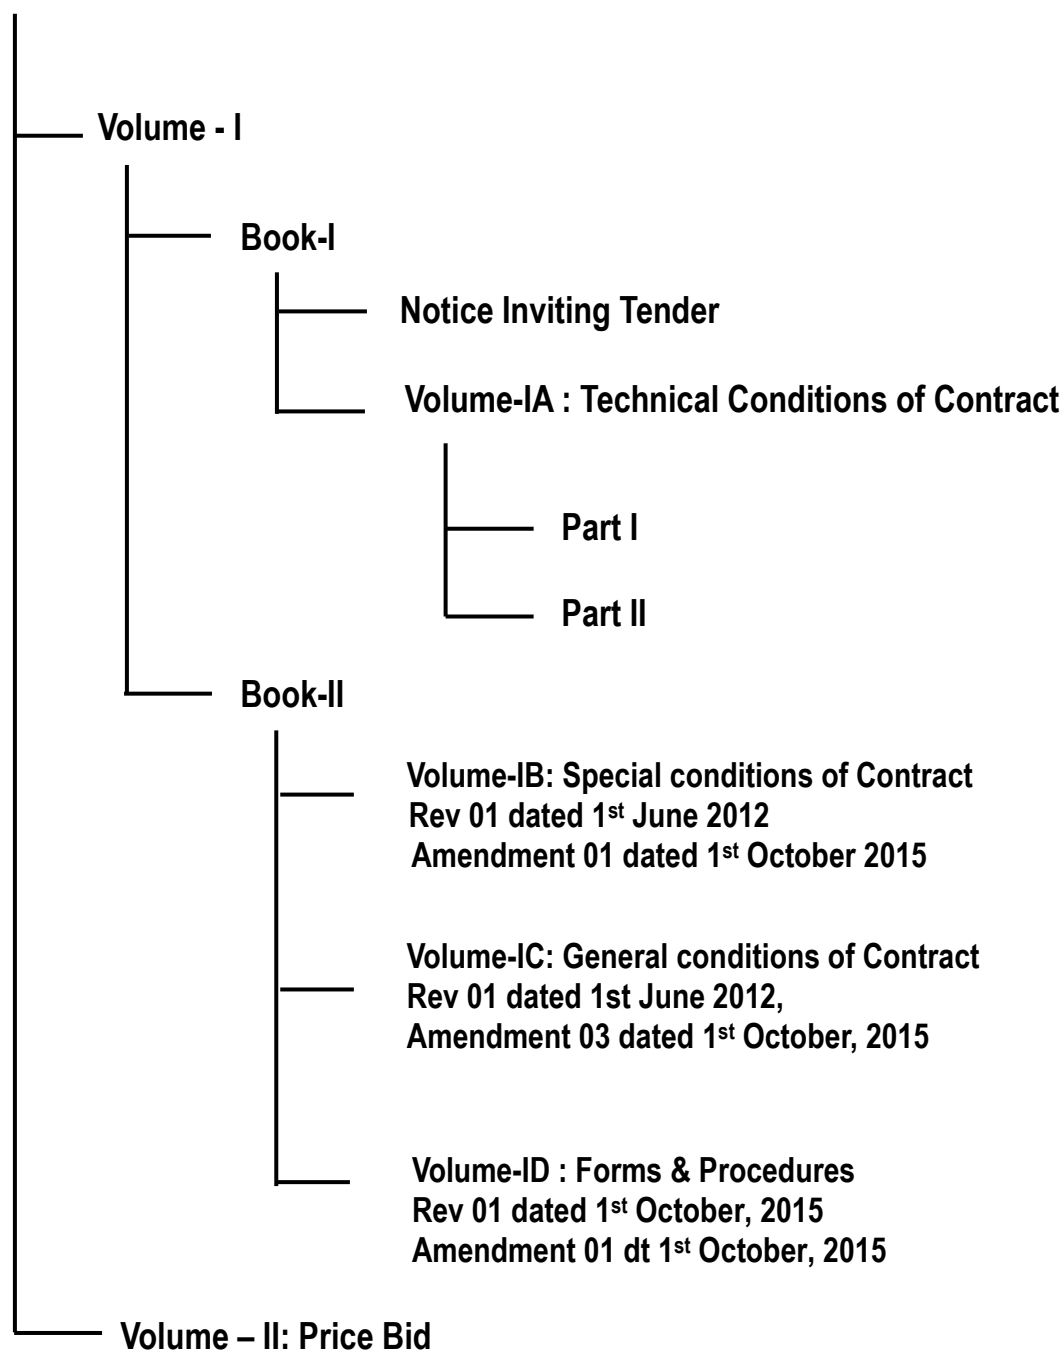 Volume - I
Book-I
Notice Inviting Tender
Volume-IA : Technical Conditions of Contract
Part I
Part II
Book-II
Volume-IB: Special conditions of Contract
Rev 01 dated 1st June 2012
Amendment 01 dated 1st October 2015
Volume-IC: General conditions of Contract
Rev 01 dated 1st June 2012,
Amendment 03 dated 1st October, 2015
Volume-ID : Forms & Procedures
Rev 01 dated 1st October, 2015
Amendment 01 dt 1st October, 2015
Volume – II: Price Bid